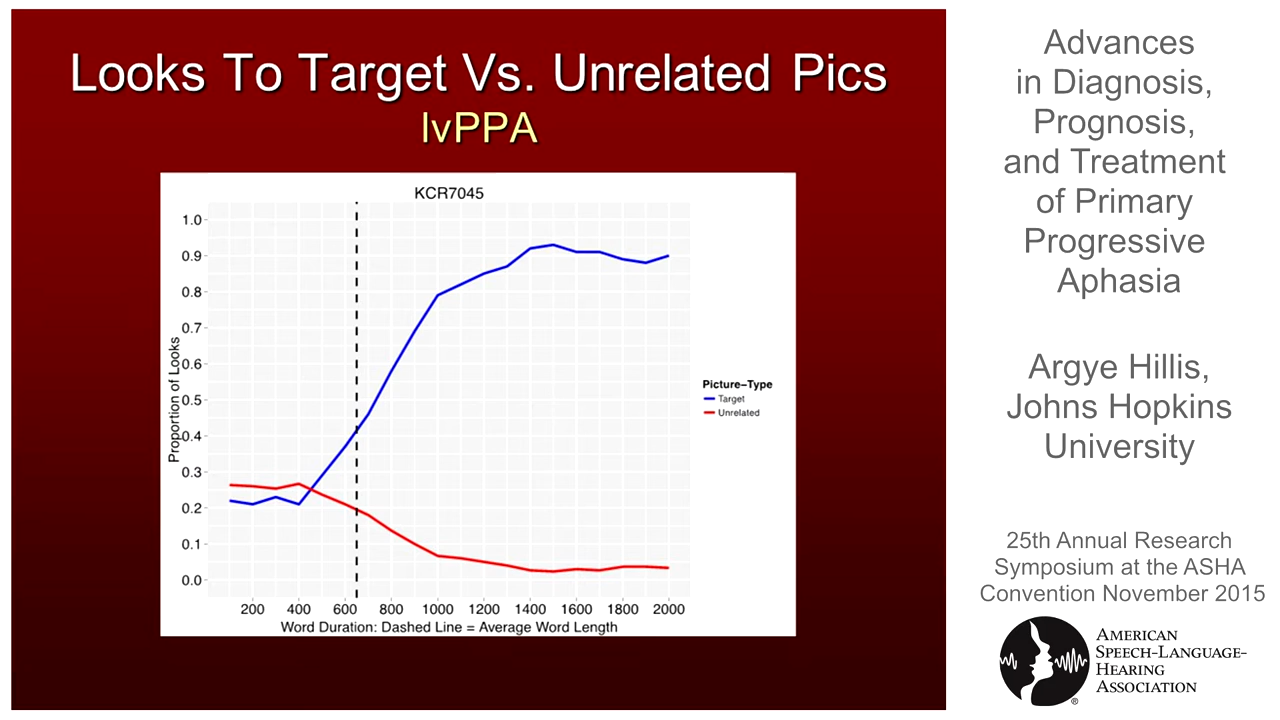 Looks To Target Vs. Unrelated Pics
lvPPA
KCR7045
1.0
0.9
0.8
0.7
0.6
0.5
0.4
0.3
0.2
0.1
0.0
Proportion of Looks
200 400 600 800 1000 1200 1400 1600 1800 2000
Word Duration: Dashed Line = Average Word Length
Picture−Type
Target
Unrelated
Advances
in Diagnosis,
Prognosis,
and Treatment
of Primary
Progressive
Aphasia
Argye Hillis,
Johns Hopkins
University
25th Annual Research
Symposium at the ASHA
Convention November 2015
AMERICAN
SPEECH-LANGUAGE-
HEARING
ASSOCIATION
®